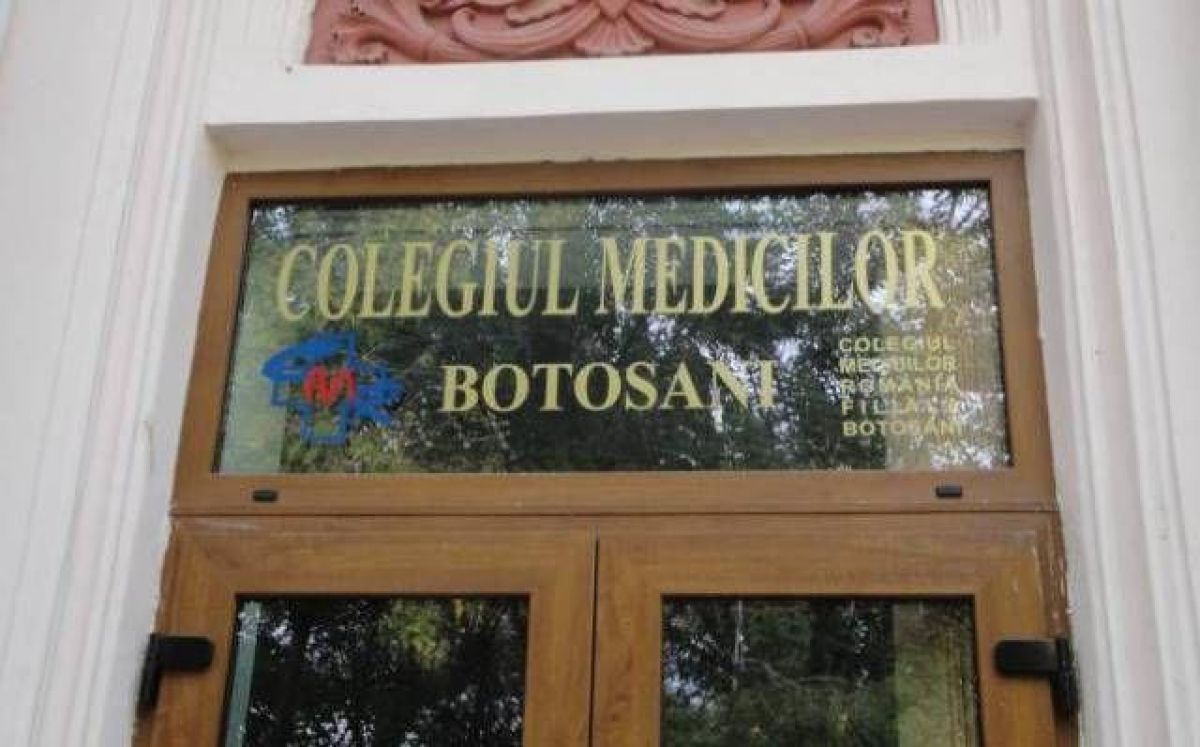 COLEGIUL MEDICILOR
BOTOSANI
COLEGIUL
MEDICILOR
ROMANIA
FILIALA
BOTOSANI